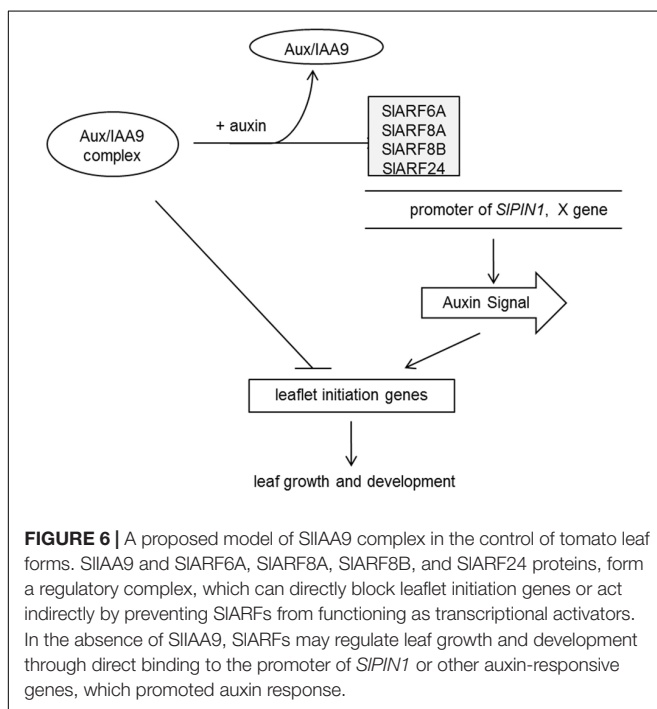 Aux/IAA9
+ auxin
Aux/IAA9
complex
SlARF6A
SlARF8A
SlARF8B
SlARF24
promoter of SlPIN1, X gene
Auxin Signal
leaflet initiation genes
leaf growth and development
FIGURE 6 | A proposed model of SlIAA9 complex in the control of tomato leaf
forms. SlIAA9 and SlARF6A, SlARF8A, SlARF8B, and SlARF24 proteins, form
a regulatory complex, which can directly block leaflet initiation genes or act
indirectly by preventing SlARFs from functioning as transcriptional activators.
In the absence of SlIAA9, SlARFs may regulate leaf growth and development
through direct binding to the promoter of SlPIN1 or other auxin-responsive
genes, which promoted auxin response.